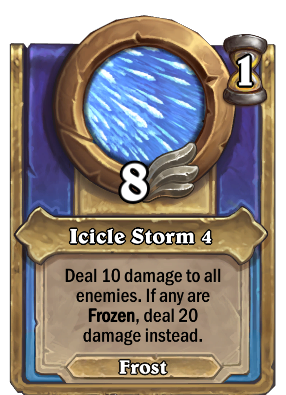 1
8
Icicle Storm 4
Deal 10 damage to all
enemies. If any are
Frozen, deal 20
damage instead.
Frost